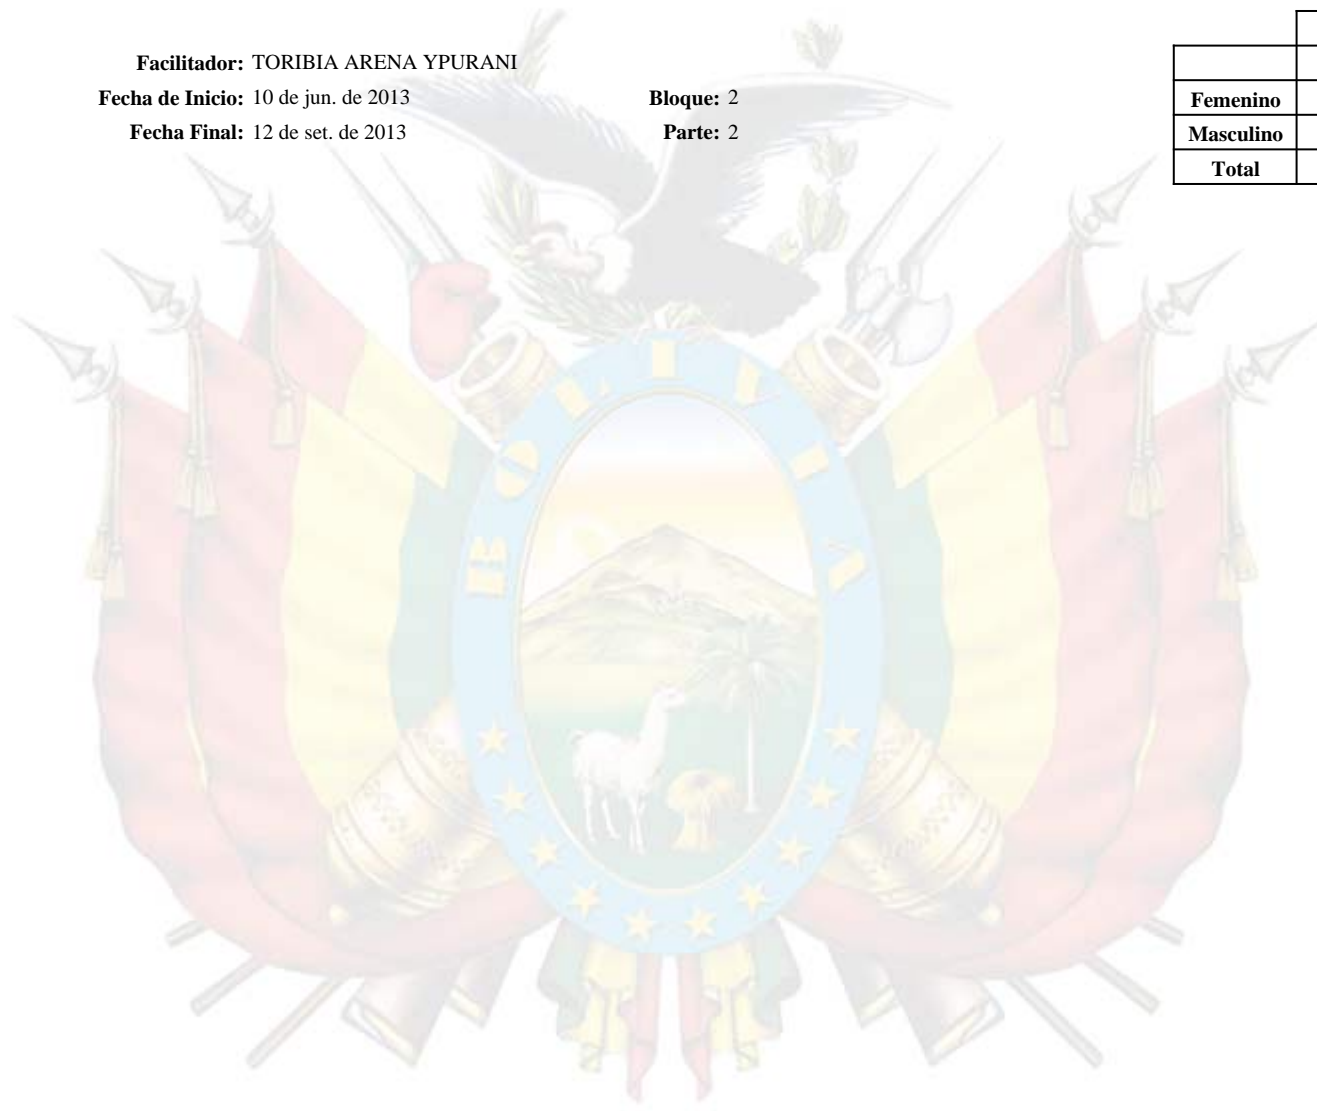 Facilitador: TORIBIA ARENA YPURANI
Fecha de Inicio: 10 de jun. de 2013 Bloque: 2
Fecha Final: 12 de set. de 2013 Parte: 2
Femenino
Masculino
Total
BOLIVIA